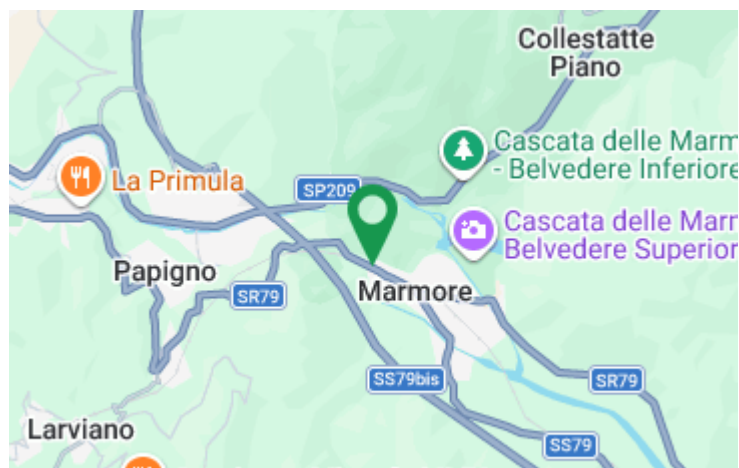 Collestatte
Piano
Cascata delle Marm
- Belvedere Inferiore
La Primula
SP209
Cascata delle Marr
Belvedere Superior
Papigno
Marmore
SR79
SS79bis
SR79
Larviano
SS79